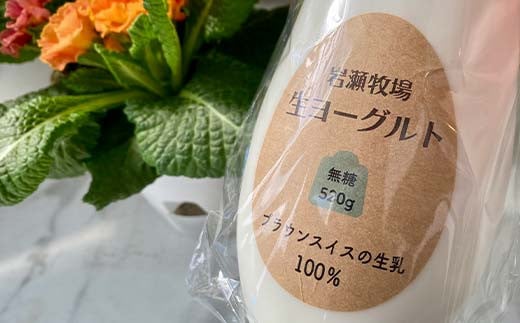 岩瀬牧場
生ヨーグルト
無糖
520g
ブラウンスイスの生乳
100%